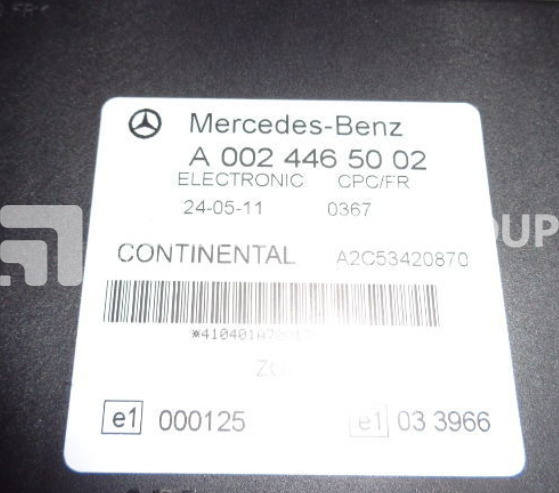 Mercedes-Benz
A 002 446 50 02
ELECTRONIC CPC/FR
24-05-11 0367
CONTINENTAL A2C53420870
e1 000125 e1 03 3966